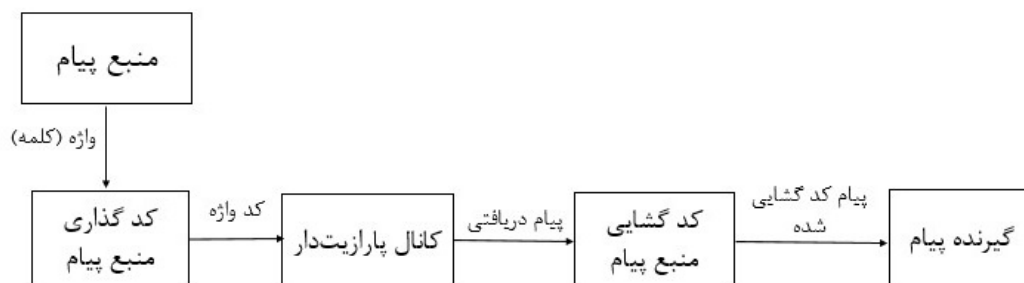 منبع پیام
واژه (کلمه)
کد گذاری
منبع پیام
کد واژه
کانال پارازیت‌دار
پیام دریافتی
کد گشایی
منبع پیام
پیام کد گشایی
شده
گیرنده پیام